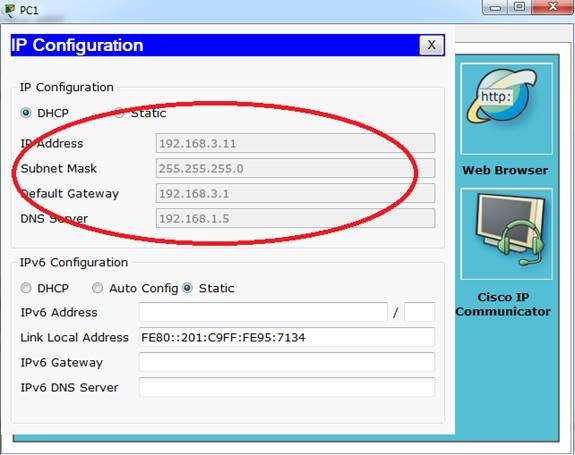 PC1
IP Configuration
X
IP Configuration
DHCP Static
IP Address 192.168.3.11
Subnet Mask 255.255.255.0
Default Gateway 192.168.3.1
DNS Server 192.168.1.5
IPv6 Configuration
DHCP Auto Config Static
IPv6 Address /
Link Local Address FE80::201:C9FF:FE95:7134
IPv6 Gateway
IPv6 DNS Server
http:
Web Browser
Cisco IP
Communicator